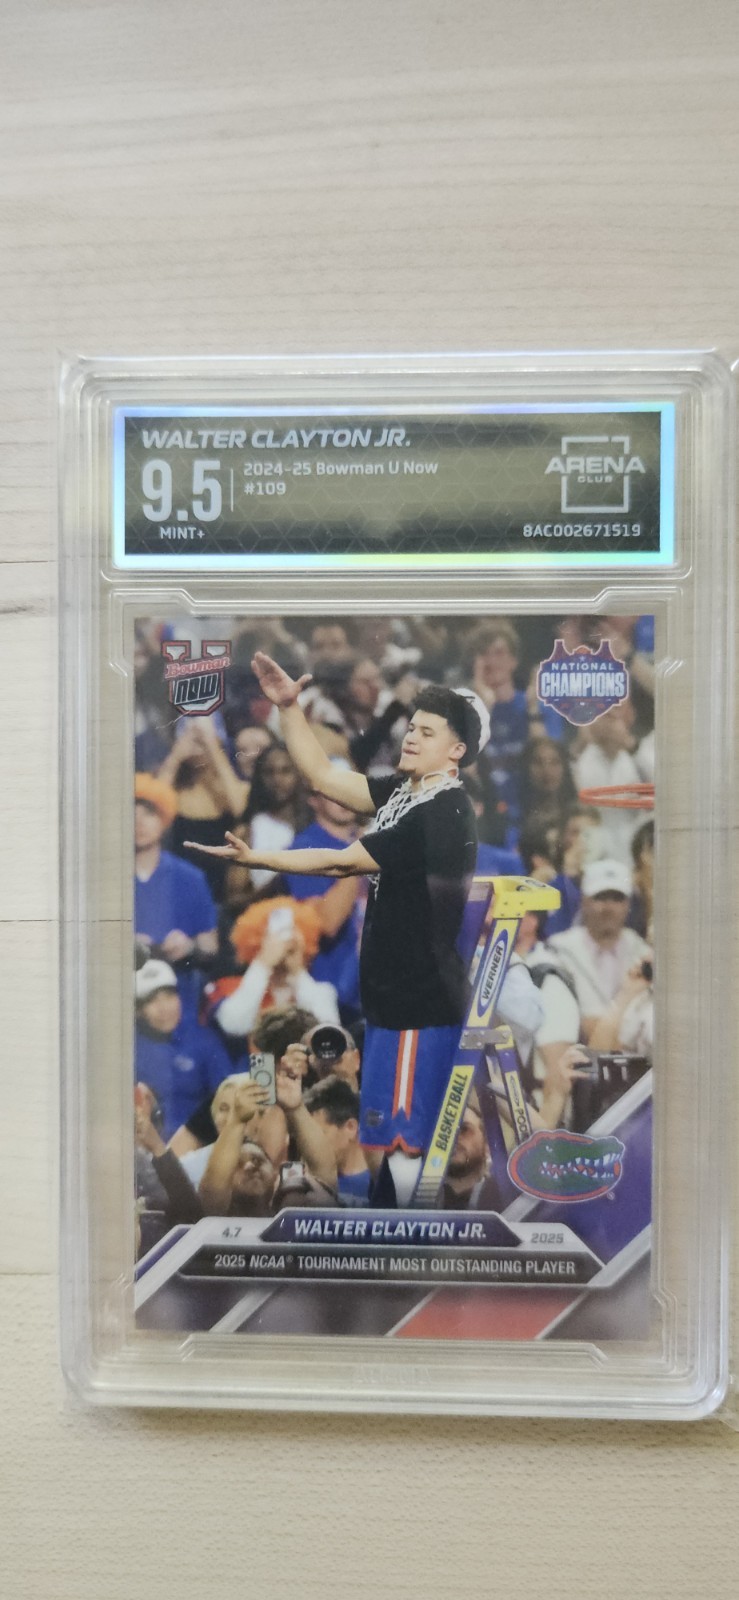 WALTER CLAYTON JR.
9.5
MINT+
2024-25 Bowman U Now
#109
ARENA
CLUB
8AC002671519
U
Bowman
NOW
NATIONAL
CHAMPIONS
WERNER
BASKETBALL
4.7
WALTER CLAYTON JR.
2025
2025 NCAA® TOURNAMENT MOST OUTSTANDING PLAYER